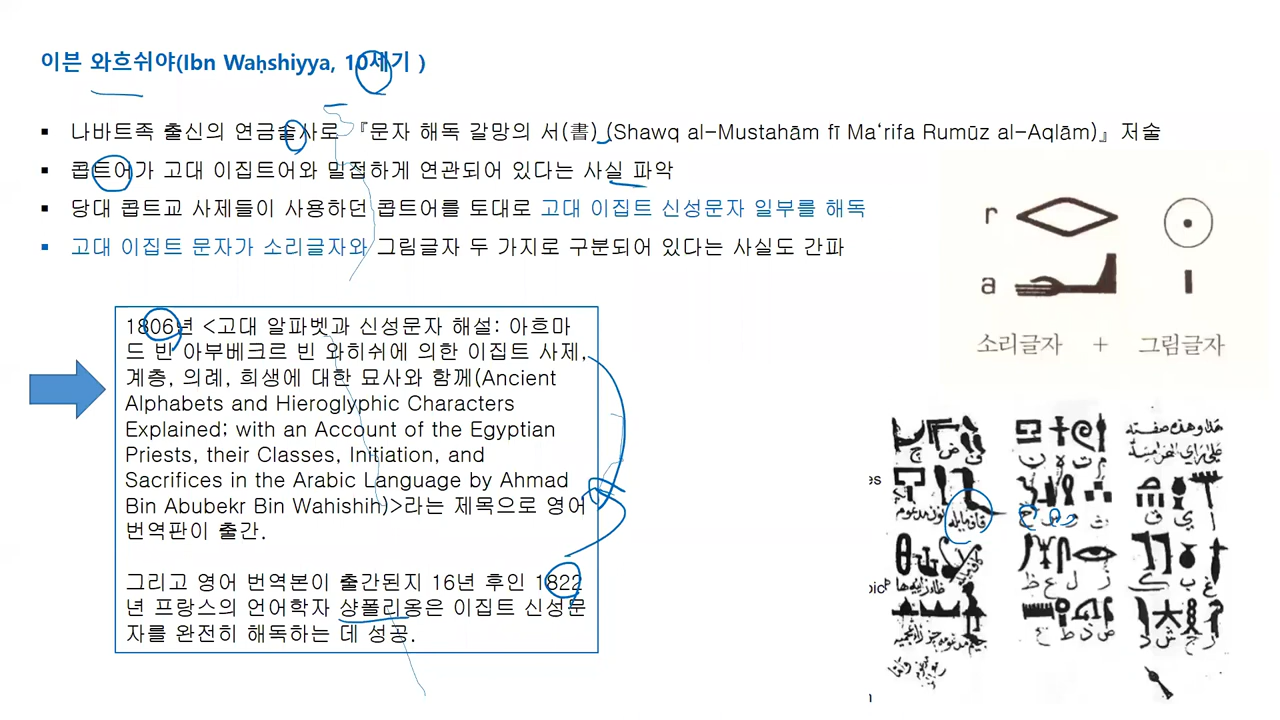 이븐 와흐쉬야(Ibn Waḥshiyya, 10세기 )
▪ 나바트족 출신의 연금술사로 『문자 해독 갈망의 서(書) (Shawq al-Mustahām fī Ma‘rifa Rumūz al-Aqlām)』 저술
▪ 콥트어가 고대 이집트어와 밀접하게 연관되어 있다는 사실 파악
▪ 당대 콥트교 사제들이 사용하던 콥트어를 토대로 고대 이집트 신성문자 일부를 해독
▪ 고대 이집트 문자가 소리글자와 그림글자 두 가지로 구분되어 있다는 사실도 간파
r
a
소리글자 + 그림글자
1806년 <고대 알파벳과 신성문자 해설: 아흐마
드 빈 아부베크르 빈 와히쉬에 의한 이집트 사제,
계층, 의례, 희생에 대한 묘사와 함께(Ancient
Alphabets and Hieroglyphic Characters
Explained; with an Account of the Egyptian
Priests, their Classes, Initiation, and
Sacrifices in the Arabic Language by Ahmad
Bin Abubekr Bin Wahishih)>라는 제목으로 영어
번역판이 출간.
그리고 영어 번역본이 출간된지 16년 후인 1822
년 프랑스의 언어학자 샹폴리옹은 이집트 신성문
자를 완전히 해독하는 데 성공.